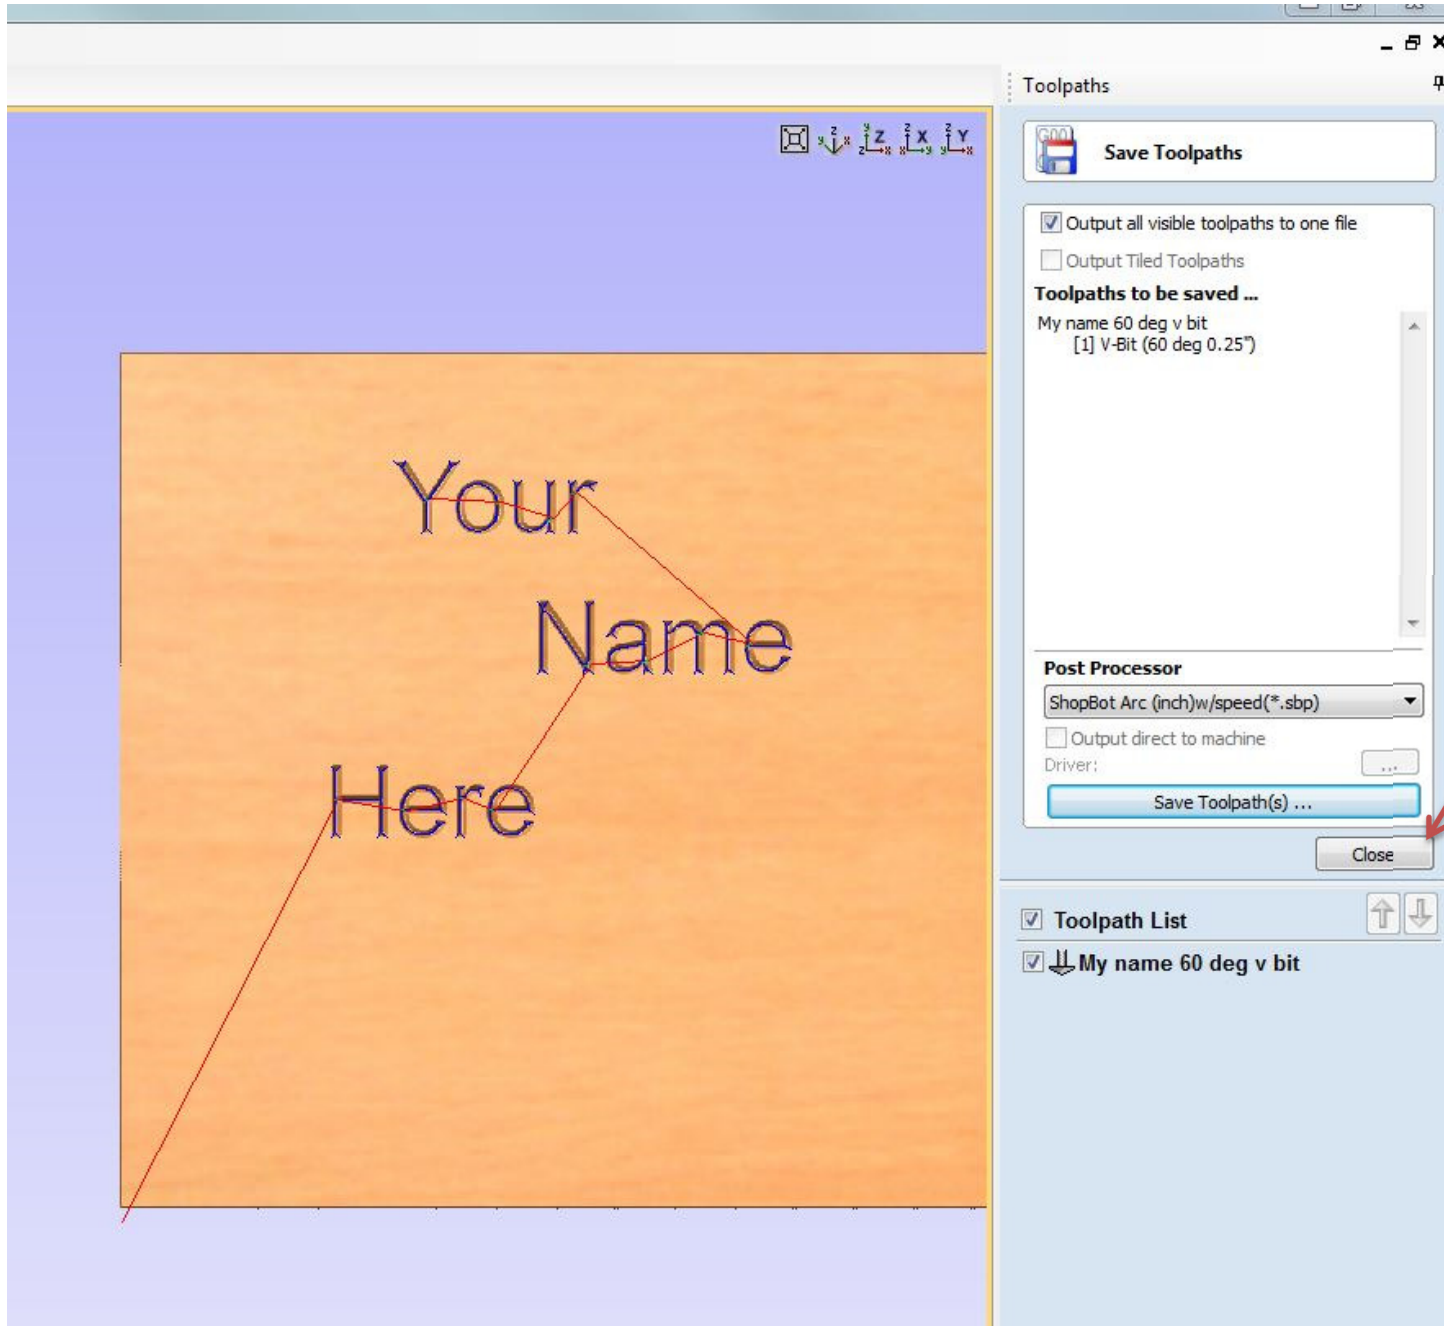 Toolpaths
Save Toolpaths
Output all visible toolpaths to one file
Output Tiled Toolpaths
Toolpaths to be saved ...
My name 60 deg v bit
[1] V-Bit (60 deg 0.25")
Post Processor
ShopBot Arc (inch)w/speed(*.sbp)
Output direct to machine
Driver:
...
Save Toolpath(s) ...
Close
Toolpath List
My name 60 deg v bit
Your
Name
Here